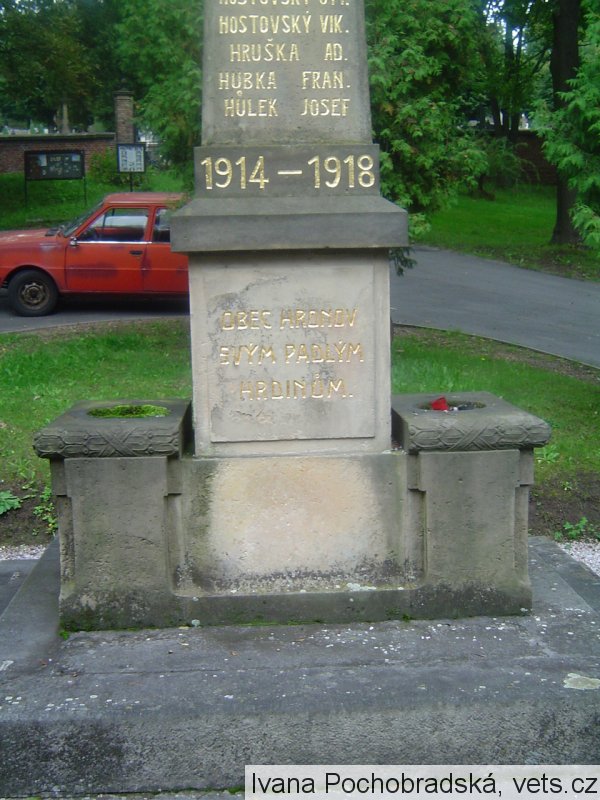 HOSTOVSKÝ
HOSTOVSKÝ VIK.
HRUŠKA AD.
HUBKA FRAN.
HŮLEK JOSEF
1914 – 1918
OBEC HRONOV
SVÝM PADLÝM
HRDINŮM.
Ivana Pochobradská, vets.cz